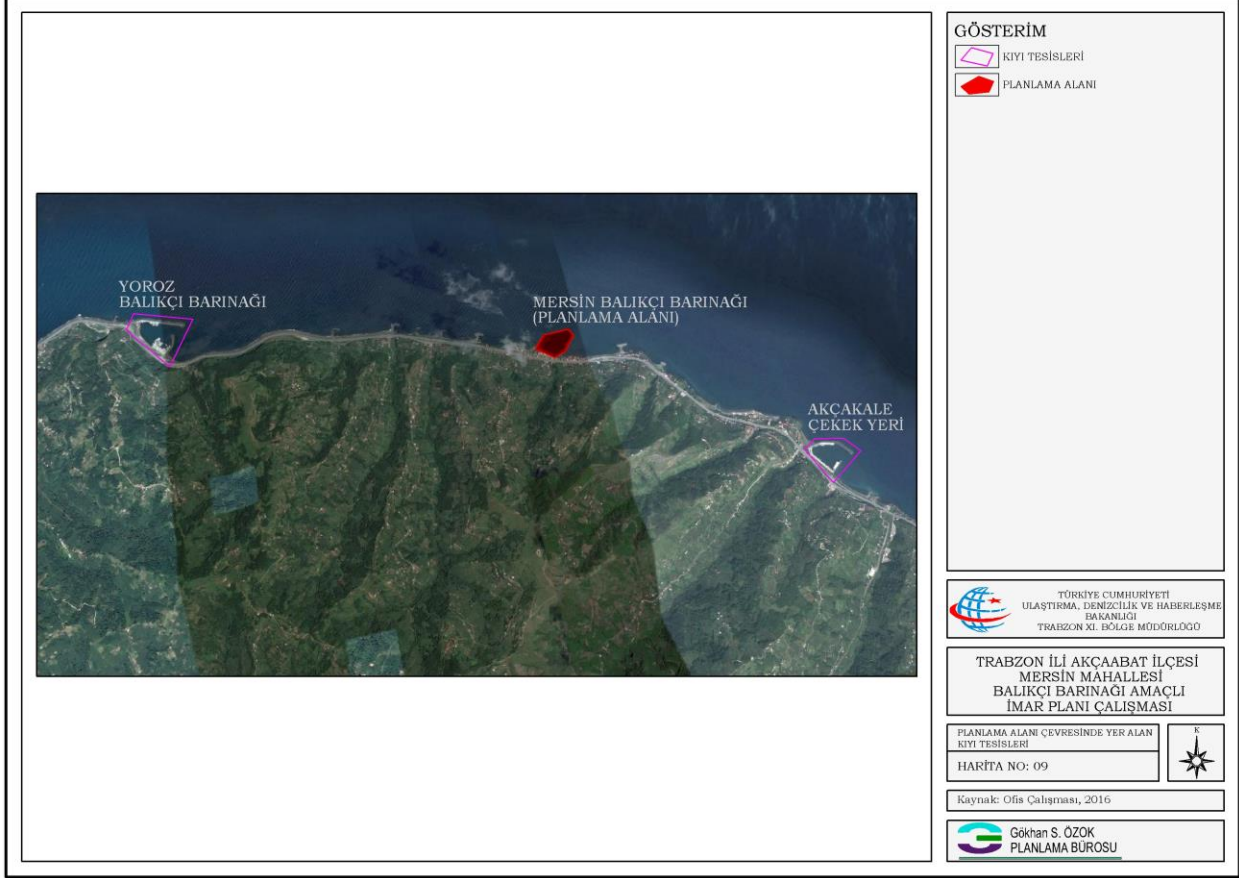 YOROZ
BALIKÇI BARINAĞI
MERSİN BALIKÇI BARINAĞI
(PLANLAMA ALANI)
AKÇAKALE
ÇEKEK YERİ
GÖSTERİM
KIYI TESİSLERİ
PLANLAMA ALANI
TÜRKİYE CUMHURİYETİ
ULAŞTIRMA, DENİZCİLİK VE HABERLEŞME
BAKANLIĞI
TRABZON XI. BÖLGE MÜDÜRLÜĞÜ
TRABZON İLİ AKÇAABAT İLÇESİ
MERSİN MAHALLESİ
BALIKÇI BARINAĞI AMAÇLI
İMAR PLANI ÇALIŞMASI
PLANLAMA ALANI ÇEVRESİNDE YER ALAN
KIYI TESİSLERİ
K
HARİTA NO: 09
Kaynak: Ofis Çalışması, 2016
Gökhan S. ÖZOK
PLANLAMA BÜROSU